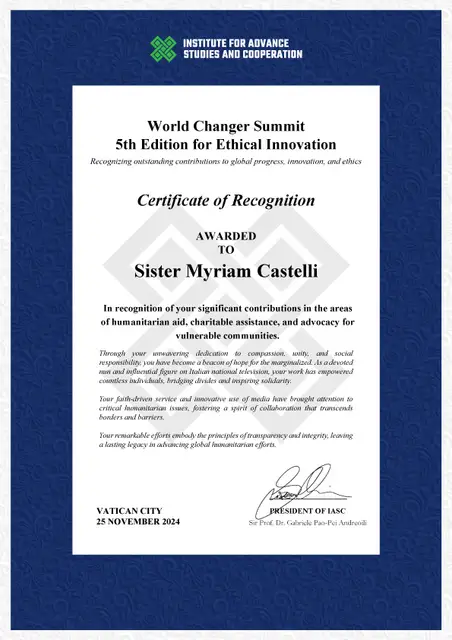 INSTITUTE FOR ADVANCE
STUDIES AND COOPERATION
World Changer Summit
5th Edition for Ethical Innovation
Recognizing outstanding contributions to global progress, innovation, and ethics
Certificate of Recognition
AWARDED
TO
Sister Myriam Castelli
In recognition of your significant contributions in the areas
of humanitarian aid, charitable assistance, and advocacy for
vulnerable communities.
Through your unwavering dedication to compassion, unity, and social
responsibility, you have become a beacon of hope for the marginalized. As a devoted
nun and influential figure on Italian national television, your work has empowered
countless individuals, bridging divides and inspiring solidarity.
Your faith-driven service and innovative use of media have brought attention to
critical humanitarian issues, fostering a spirit of collaboration that transcends
borders and barriers.
Your remarkable efforts embody the principles of transparency and integrity, leaving
a lasting legacy in advancing global humanitarian efforts.
VATICAN CITY
25 NOVEMBER 2024
PRESIDENT OF IASC
Sir Prof. Dr. Gabriele Pao-Pei Andreoli